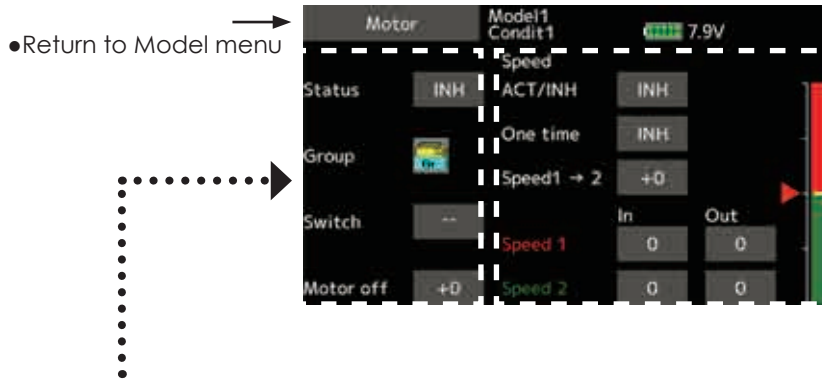 ●Return to Model menu
Motor
Model1
Condit1
7.9V
Status INH
Group
Switch --
Motor off +0
Speed
ACT/INH INH
One time INH
Speed1 → 2 +0
In Out
Speed 1 0 0
Speed 2 0 0